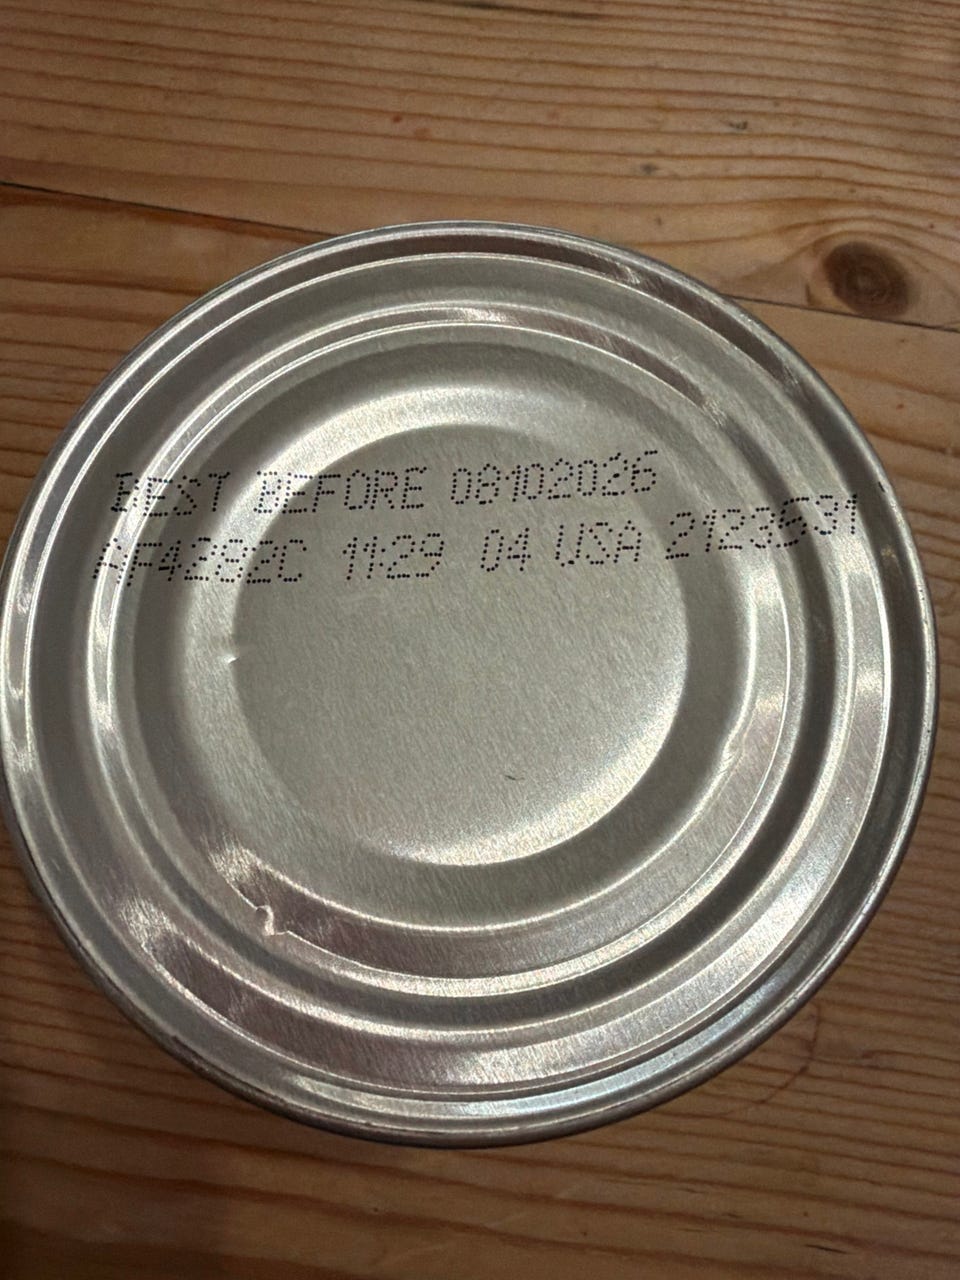 BEST BEFORE 08102026
AF4282C 11:29 04 USA 2123531